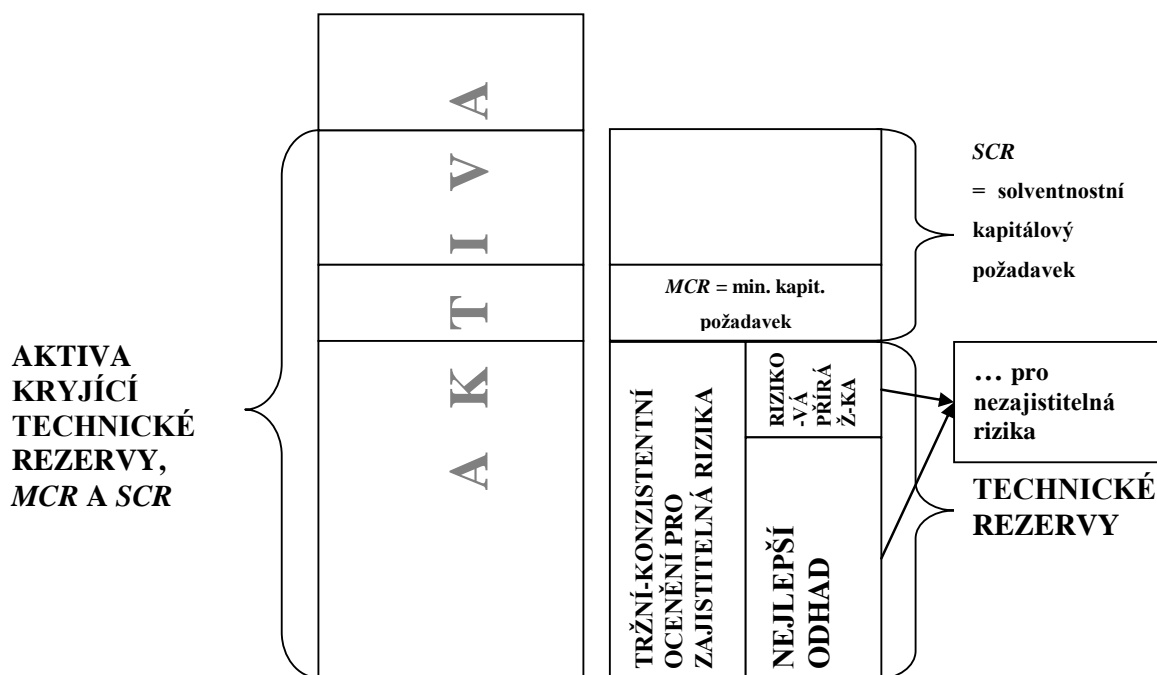 AKTIVA
KRYJÍCÍ
TECHNICKÉ
REZERVY,
MCR A SCR
A K T I V A
SCR
= solventnostní
kapitálový
požadavek
MCR = min. kapit.
požadavek
TRŽNÍ-KONZISTENTNÍ
OCENĚNÍ PRO
ZAJISTITELNÁ RIZIKA
RIZIKO
-VÁ
PŘÍRÁ
Ž-KA
NEJLEPŠÍ
ODHAD
… pro
nezajistitelná
rizika
TECHNICKÉ
REZERVY